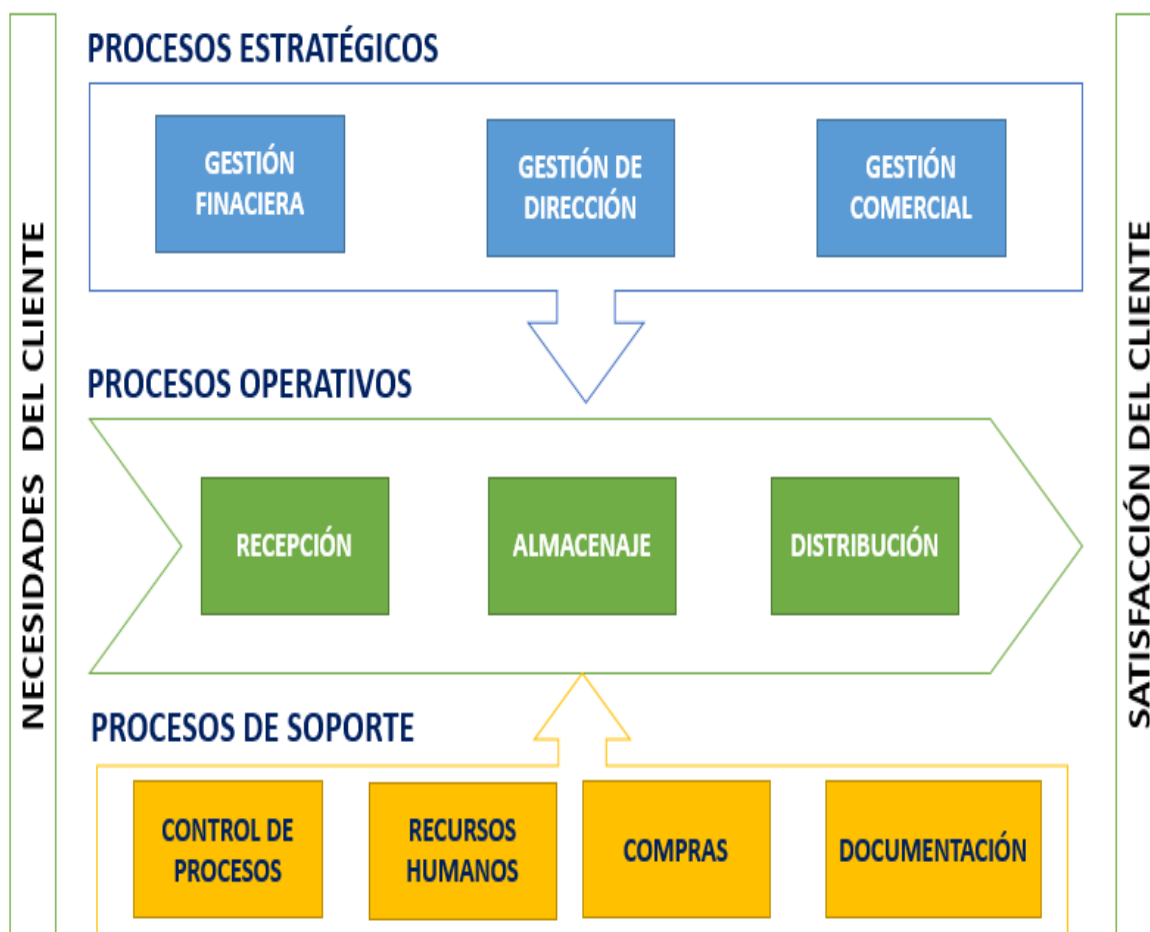 NECESIDADES DEL CLIENTE
PROCESOS ESTRATÉGICOS
GESTIÓN
FINACIERA
GESTIÓN DE
DIRECCIÓN
GESTIÓN
COMERCIAL
PROCESOS OPERATIVOS
RECEPCIÓN
ALMACENAJE
DISTRIBUCIÓN
PROCESOS DE SOPORTE
CONTROL DE
PROCESOS
RECURSOS
HUMANOS
COMPRAS
DOCUMENTACIÓN
SATISFACCIÓN DEL CLIENTE